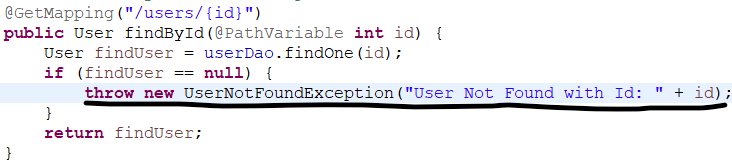 @GetMapping("/users/{id}")
public User findById(@PathVariable int id) {
    User findUser = userDao.findOne(id);
    if (findUser == null) {
        throw new UserNotFoundException("User Not Found with Id: " + id);
    }
    return findUser;
}